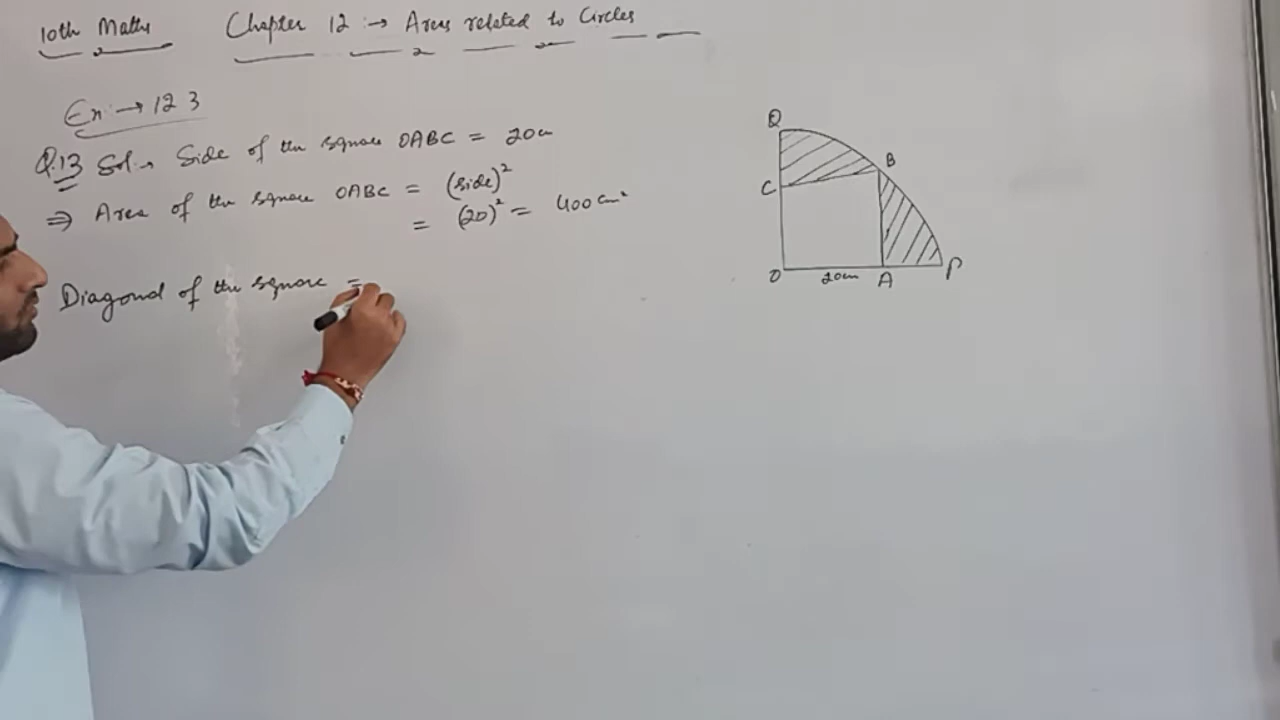 10th Maths Chapter 12 :→ Areas related to Circles
Ex: → 12 3
Q.13 Sol:→ Side of the square OABC = 20cm
⇒ Area of the square OABC = (side)²
= (20)² = 400cm²
Diagonal of the square =
Q
B
C
O 20cm A P